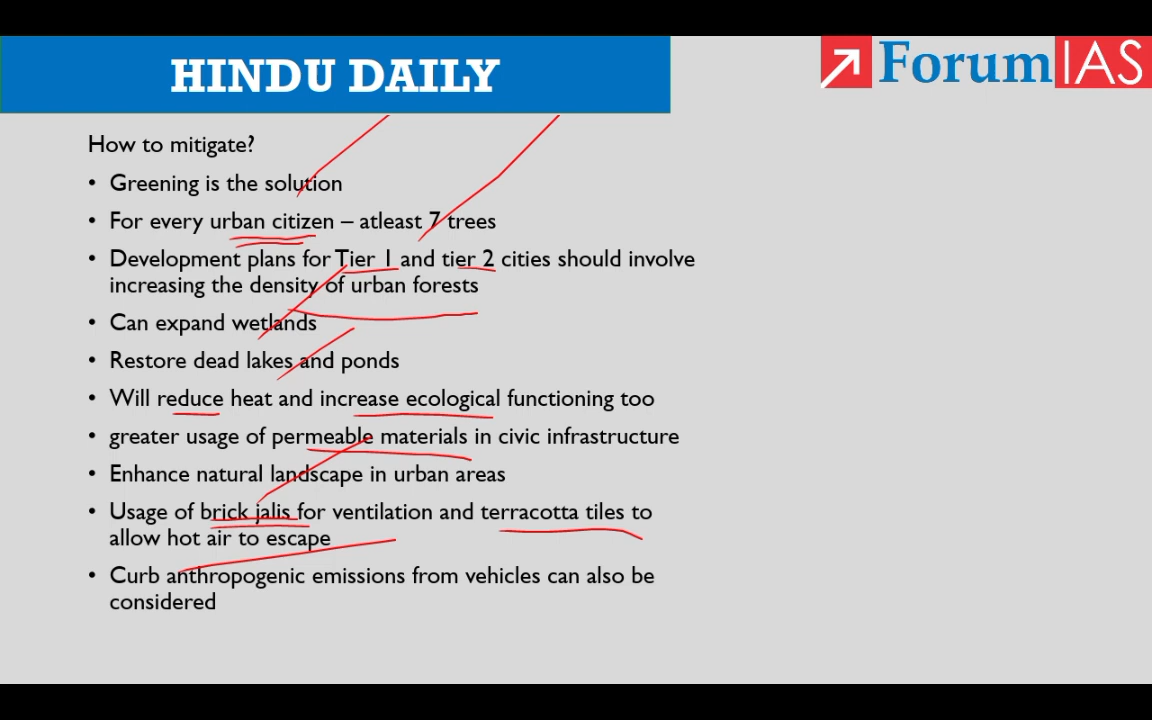 HINDU DAILY
Forum IAS
How to mitigate?
• Greening is the solution
• For every urban citizen – atleast 7 trees
• Development plans for Tier 1 and tier 2 cities should involve
increasing the density of urban forests
• Can expand wetlands
• Restore dead lakes and ponds
• Will reduce heat and increase ecological functioning too
• greater usage of permeable materials in civic infrastructure
• Enhance natural landscape in urban areas
• Usage of brick jalis for ventilation and terracotta tiles to
allow hot air to escape
• Curb anthropogenic emissions from vehicles can also be
considered